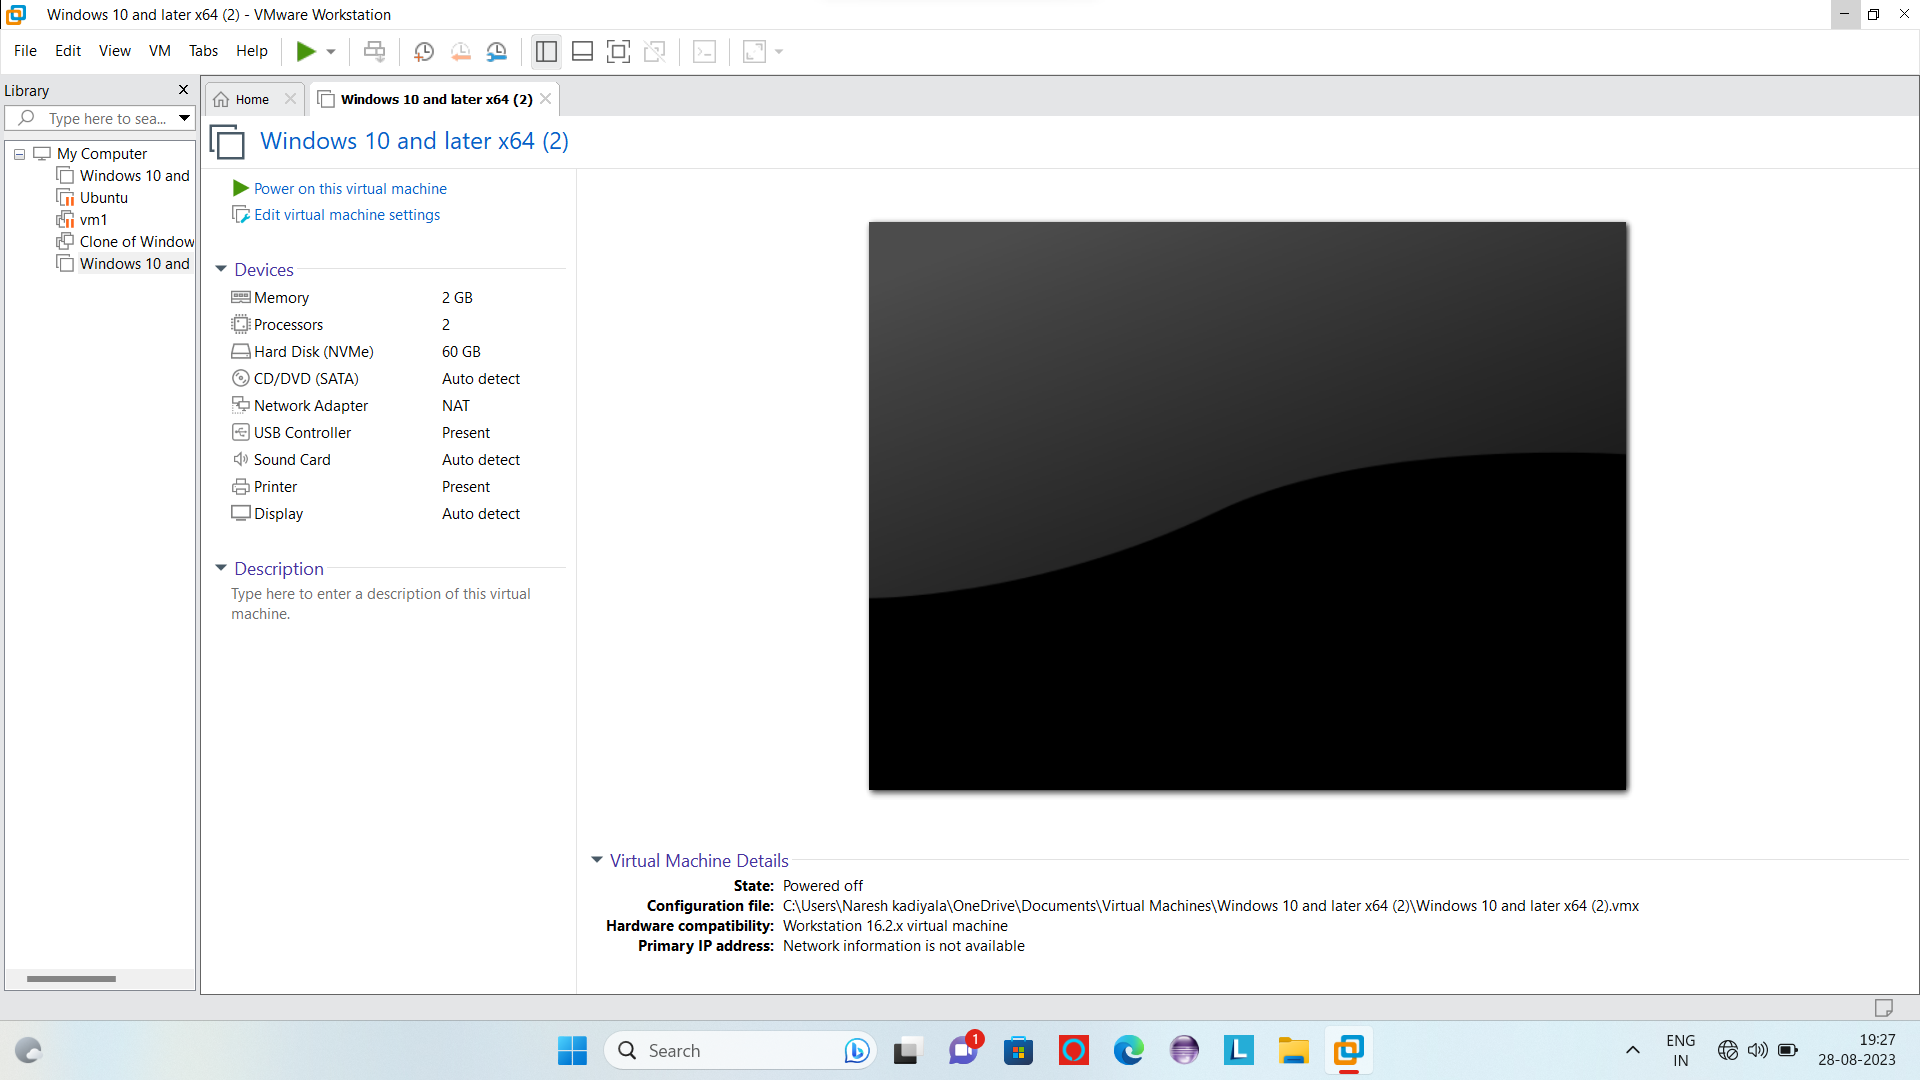 Windows 10 and later x64 (2) - VMware Workstation
File Edit View VM Tabs Help
Library
Type here to sea...
My Computer
Windows 10 and
Ubuntu
vm1
Clone of Window
Windows 10 and
Home
Windows 10 and later x64 (2)
Windows 10 and later x64 (2)
Power on this virtual machine
Edit virtual machine settings
Devices
Memory 2 GB
Processors 2
Hard Disk (NVMe) 60 GB
CD/DVD (SATA) Auto detect
Network Adapter NAT
USB Controller Present
Sound Card Auto detect
Printer Present
Display Auto detect
Description
Type here to enter a description of this virtual
machine.
Virtual Machine Details
State: Powered off
Configuration file: C:\Users\Naresh kadiyala\OneDrive\Documents\Virtual Machines\Windows 10 and later x64 (2)\Windows 10 and later x64 (2).vmx
Hardware compatibility: Workstation 16.2.x virtual machine
Primary IP address: Network information is not available
Search
1
L
ENG
IN
19:27
28-08-2023